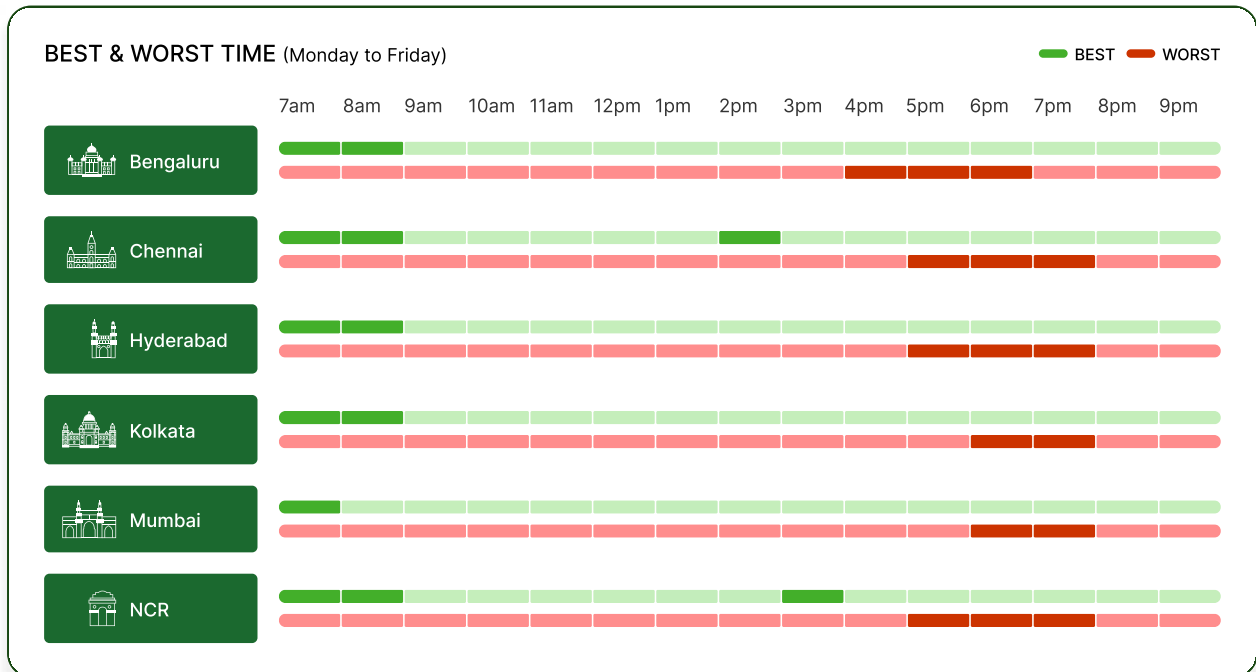 BEST & WORST TIME (Monday to Friday)
BEST WORST
7am 8am 9am 10am 11am 12pm 1pm 2pm 3pm 4pm 5pm 6pm 7pm 8pm 9pm
Bengaluru
Chennai
Hyderabad
Kolkata
Mumbai
NCR